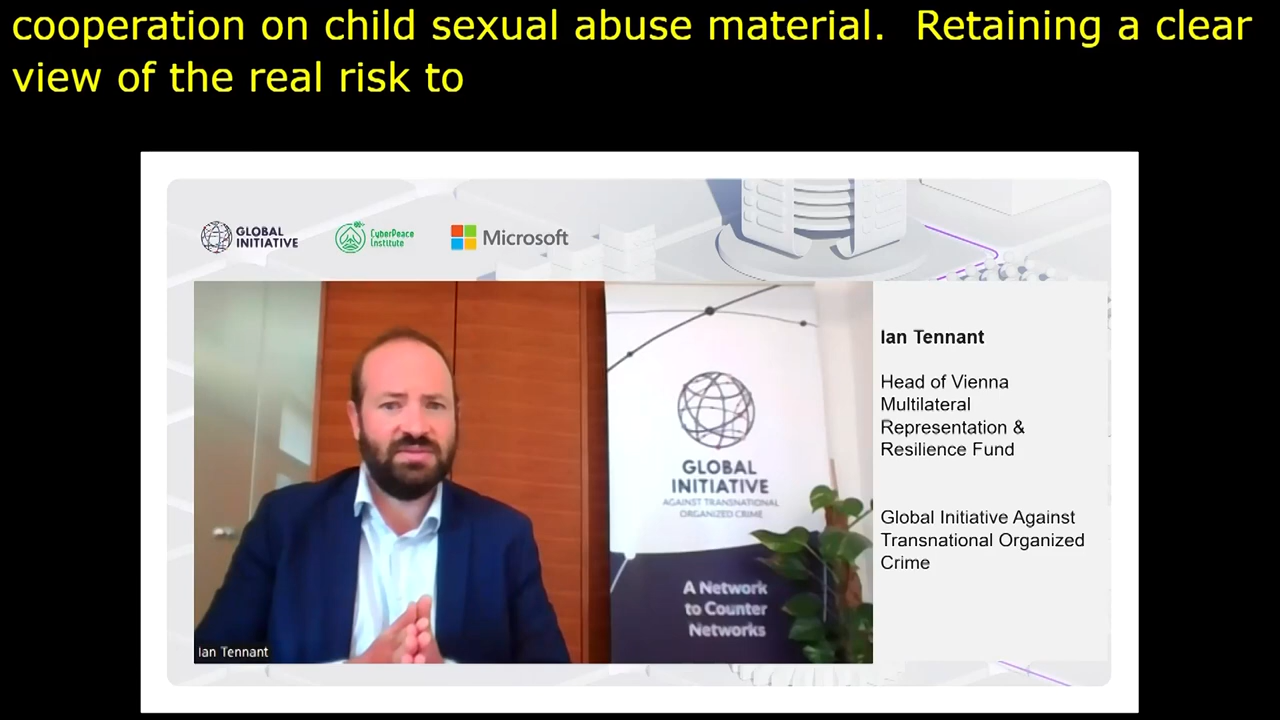 cooperation on child sexual abuse material.  Retaining a clear
view of the real risk to
GLOBAL
INITIATIVE
CyberPeace
Institute
Microsoft
GLOBAL
INITIATIVE
AGAINST TRANSNATIONAL
ORGANIZED CRIME
A Network
to Counter
Networks
Ian Tennant
Ian Tennant
Head of Vienna
Multilateral
Representation &
Resilience Fund
Global Initiative Against
Transnational Organized
Crime